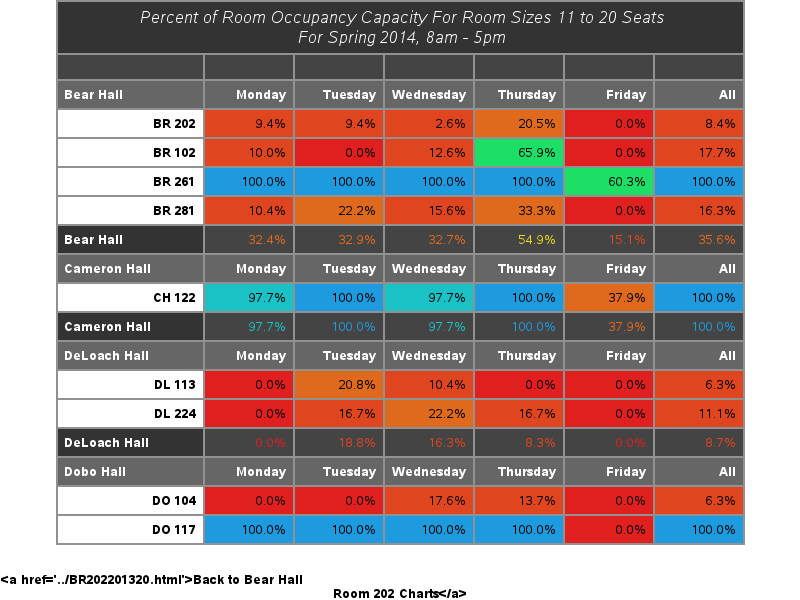 Percent of Room Occupancy Capacity For Room Sizes 11 to 20 Seats
For Spring 2014, 8am - 5pm
Bear Hall Monday Tuesday Wednesday Thursday Friday All
BR 202 9.4% 9.4% 2.6% 20.5% 0.0% 8.4%
BR 102 10.0% 0.0% 12.6% 65.9% 0.0% 17.7%
BR 261 100.0% 100.0% 100.0% 100.0% 60.3% 100.0%
BR 281 10.4% 22.2% 15.6% 33.3% 0.0% 16.3%
Bear Hall 32.4% 32.9% 32.7% 54.9% 15.1% 35.6%
Cameron Hall Monday Tuesday Wednesday Thursday Friday All
CH 122 97.7% 100.0% 97.7% 100.0% 37.9% 100.0%
Cameron Hall 97.7% 100.0% 97.7% 100.0% 37.9% 100.0%
DeLoach Hall Monday Tuesday Wednesday Thursday Friday All
DL 113 0.0% 20.8% 10.4% 0.0% 0.0% 6.3%
DL 224 0.0% 16.7% 22.2% 16.7% 0.0% 11.1%
DeLoach Hall 0.0% 18.8% 16.3% 8.3% 0.0% 8.7%
Dobo Hall Monday Tuesday Wednesday Thursday Friday All
DO 104 0.0% 0.0% 17.6% 13.7% 0.0% 6.3%
DO 117 100.0% 100.0% 100.0% 100.0% 0.0% 100.0%
<a href='../BR202201320.html'>Back to Bear Hall
Room 202 Charts</a>